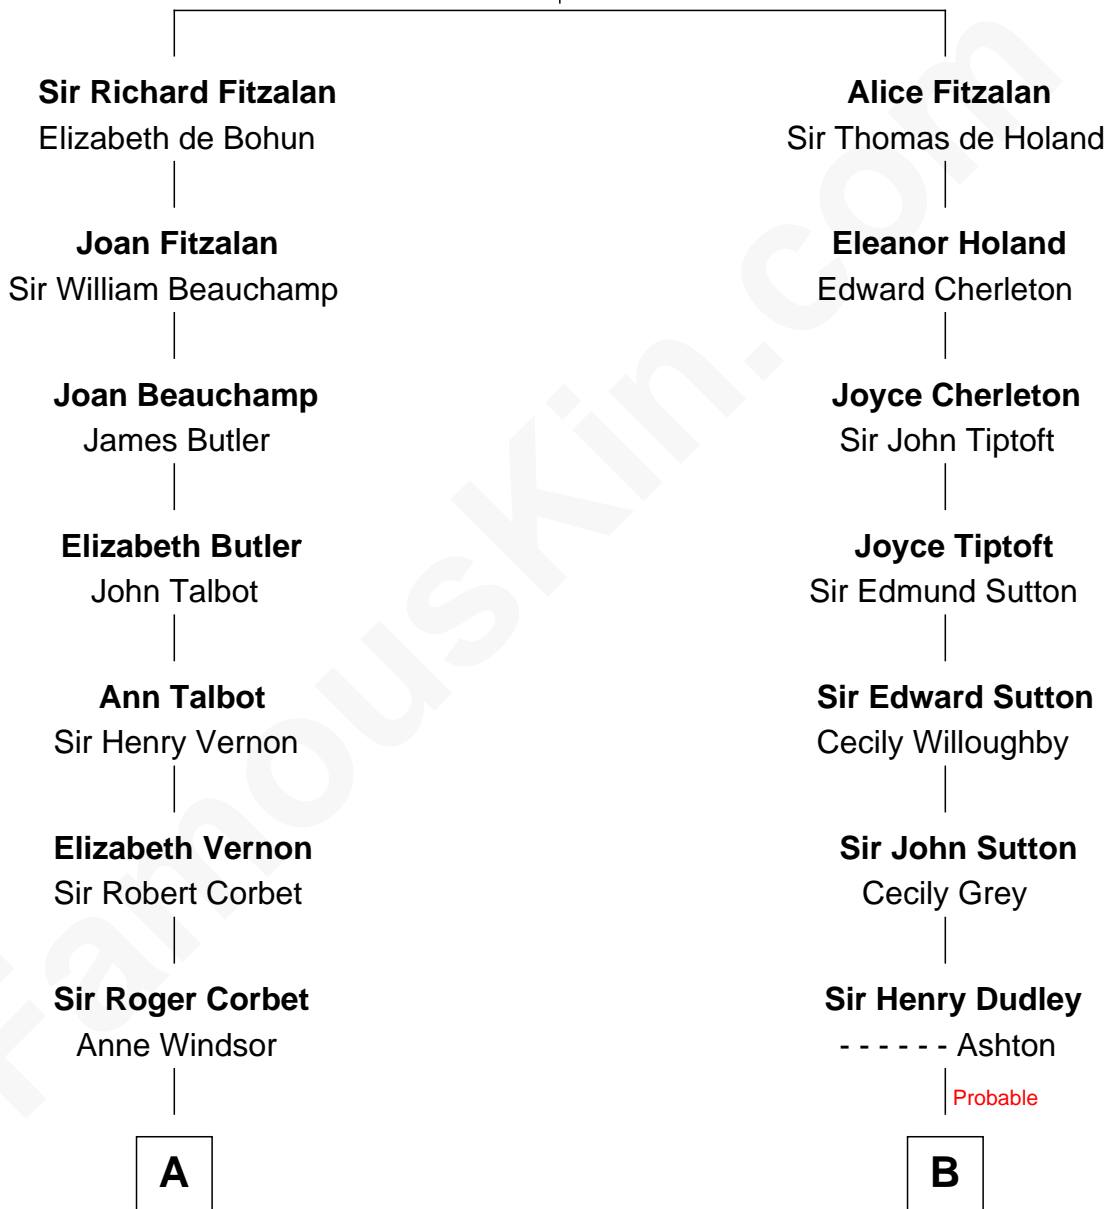 Sir Richard Fitzalan
Elizabeth de Bohun
Joan Fitzalan
Sir William Beauchamp
Joan Beauchamp
James Butler
Elizabeth Butler
John Talbot
Ann Talbot
Sir Henry Vernon
Elizabeth Vernon
Sir Robert Corbet
Sir Roger Corbet
Anne Windsor
A
Alice Fitzalan
Sir Thomas de Holand
Eleanor Holand
Edward Cherleton
Joyce Cherleton
Sir John Tiptoft
Joyce Tiptoft
Sir Edmund Sutton
Sir Edward Sutton
Cecily Willoughby
Sir John Sutton
Cecily Grey
Sir Henry Dudley
- - - - - - Ashton
Probable
B
FamousKin.com